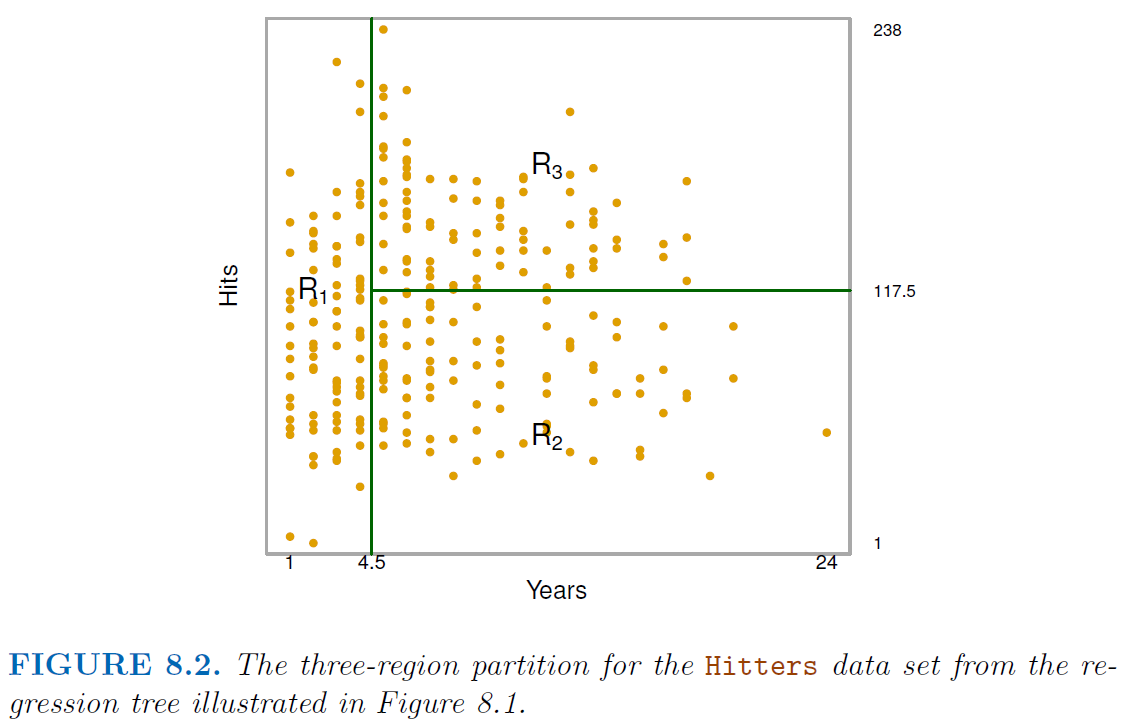 238
R3
Hits
R1
117.5
R2
1
1 4.5 24
Years
FIGURE 8.2. The three-region partition for the Hitters data set from the re-
gression tree illustrated in Figure 8.1.